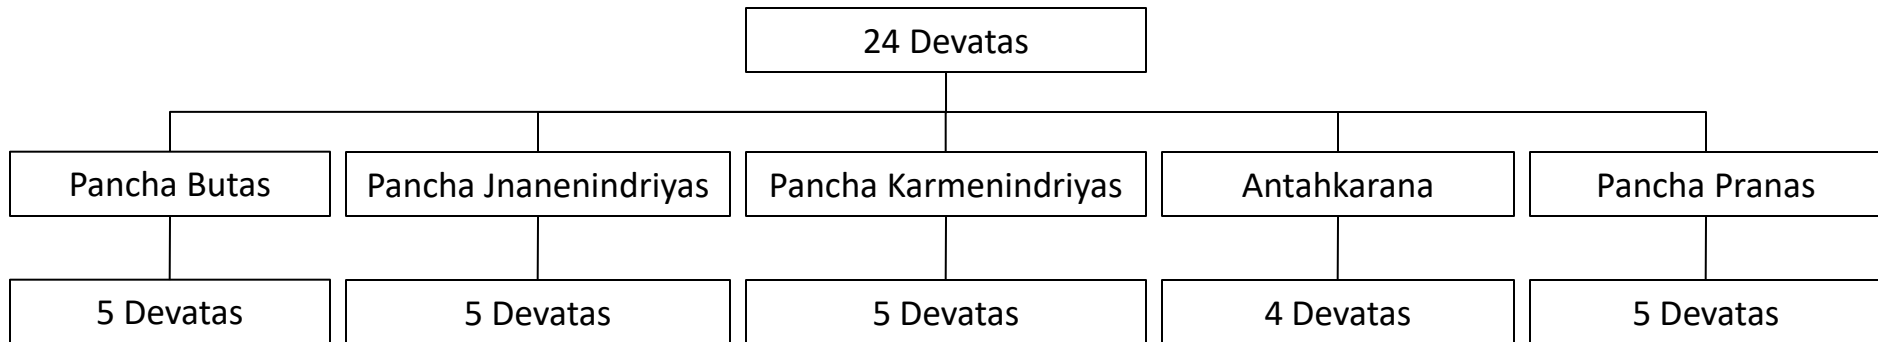 24 Devatas
Pancha Butas
Pancha Jnanenindriyas
Pancha Karmenindriyas
Antahkarana
Pancha Pranas
5 Devatas
5 Devatas
5 Devatas
4 Devatas
5 Devatas